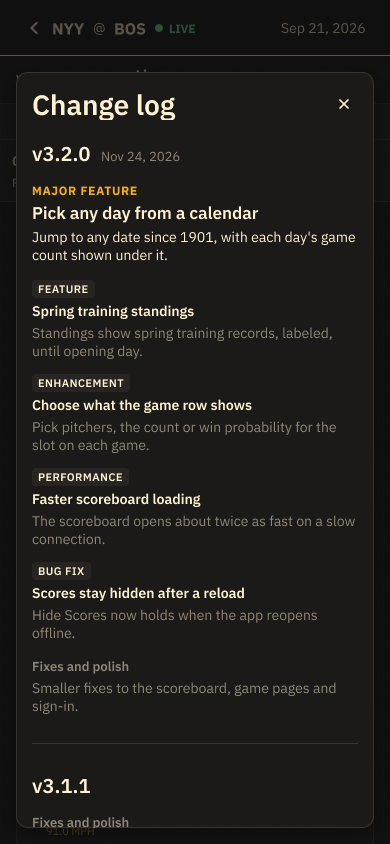 NYY @ BOS LIVE Sep 21, 2026
Change log
v3.2.0 Nov 24, 2026
MAJOR FEATURE
Pick any day from a calendar
Jump to any date since 1901, with each day's game
count shown under it.
FEATURE
Spring training standings
Standings show spring training records, labeled,
until opening day.
ENHANCEMENT
Choose what the game row shows
Pick pitchers, the count or win probability for the
slot on each game.
PERFORMANCE
Faster scoreboard loading
The scoreboard opens about twice as fast on a slow
connection.
BUG FIX
Scores stay hidden after a reload
Hide Scores now holds when the app reopens
offline.
Fixes and polish
Smaller fixes to the scoreboard, game pages and
sign-in.
v3.1.1
Fixes and polish
91.0 MPH